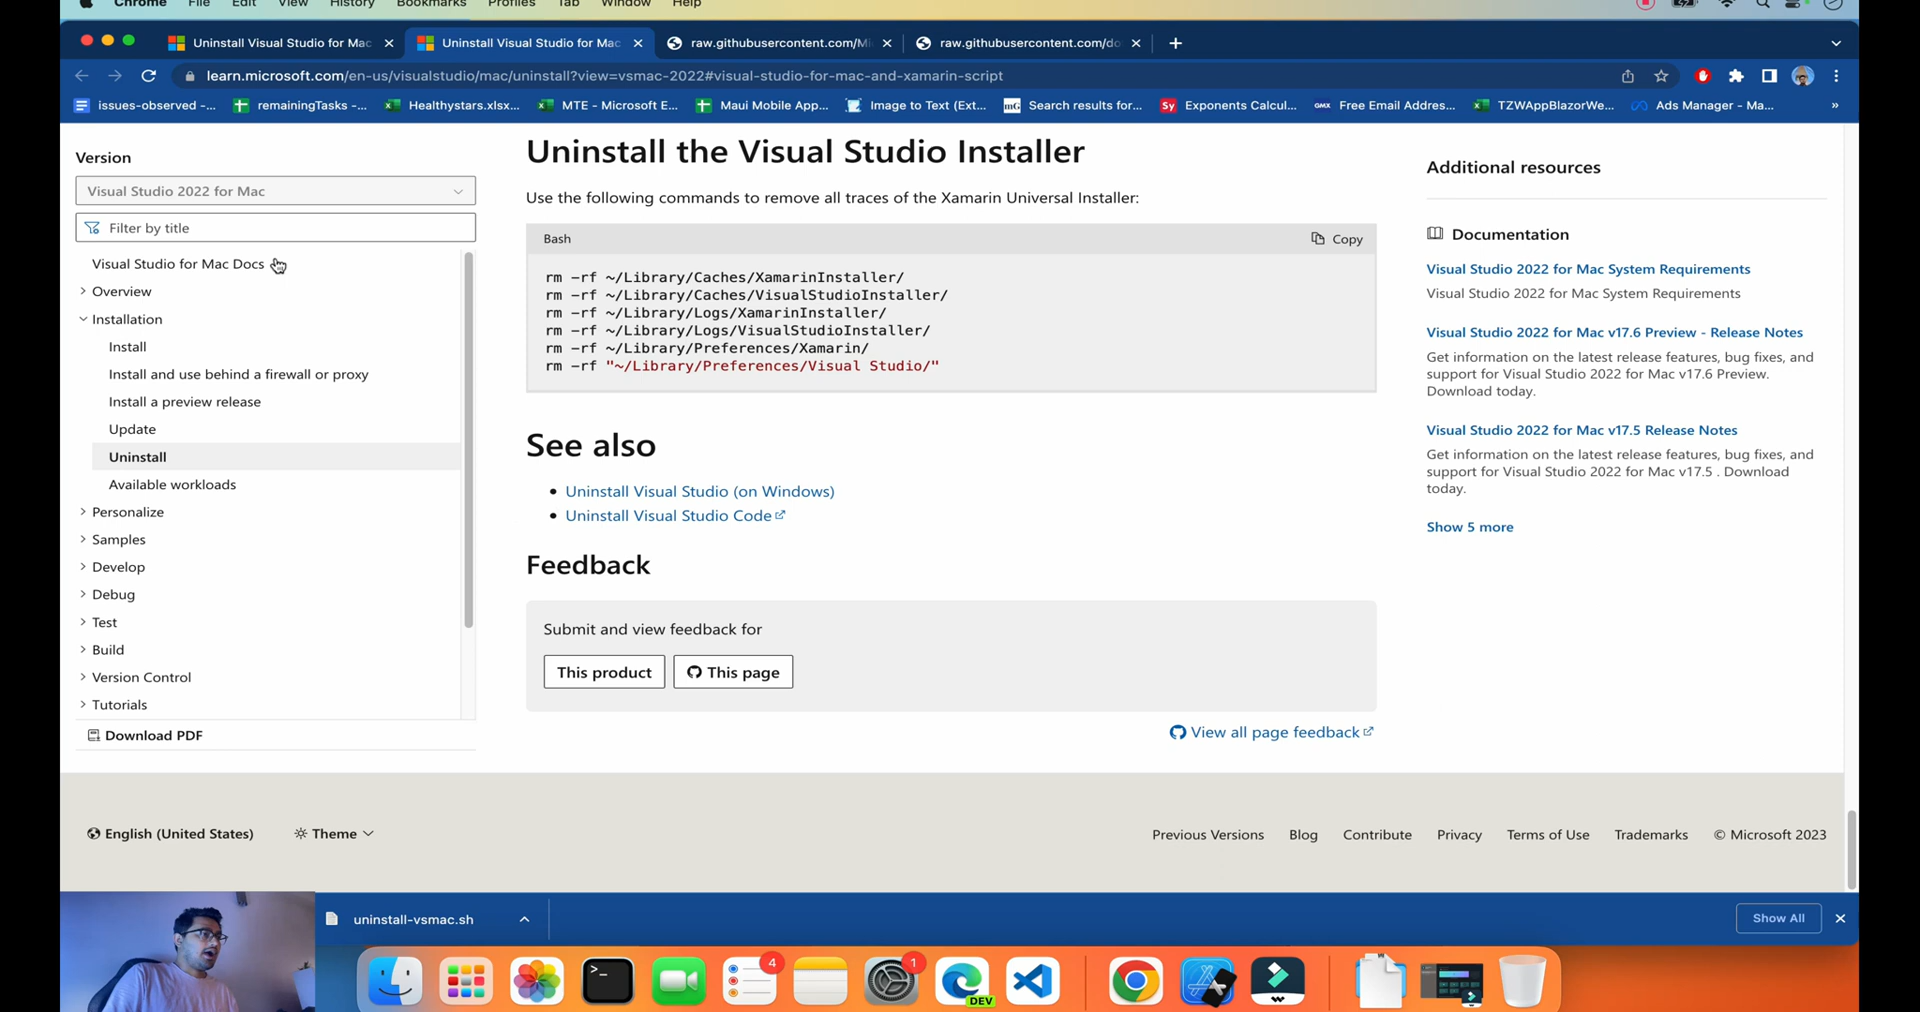 Chrome File Edit View History Bookmarks Profiles Tab Window Help
Uninstall Visual Studio for Mac
Uninstall Visual Studio for Mac
raw.githubusercontent.com/Mi
raw.githubusercontent.com/do
learn.microsoft.com/en-us/visualstudio/mac/uninstall?view=vsmac-2022#visual-studio-for-mac-and-xamarin-script
issues-observed -... remainingTasks -... Healthystars.xlsx... MTE - Microsoft E... Maui Mobile App... Image to Text (Ext... mG Search results for... Sy Exponents Calcul... GMX Free Email Addres... TZWAppBlazorWe... Ads Manager - Ma... »
Version
Visual Studio 2022 for Mac
Filter by title
Visual Studio for Mac Docs
Overview
Installation
Install
Install and use behind a firewall or proxy
Install a preview release
Update
Uninstall
Available workloads
Personalize
Samples
Develop
Debug
Test
Build
Version Control
Tutorials
Download PDF
Uninstall the Visual Studio Installer
Use the following commands to remove all traces of the Xamarin Universal Installer:
Bash
Copy
rm -rf ~/Library/Caches/XamarinInstaller/
rm -rf ~/Library/Caches/VisualStudioInstaller/
rm -rf ~/Library/Logs/XamarinInstaller/
rm -rf ~/Library/Logs/VisualStudioInstaller/
rm -rf ~/Library/Preferences/Xamarin/
rm -rf "~/Library/Preferences/Visual Studio/"
See also
Uninstall Visual Studio (on Windows)
Uninstall Visual Studio Code
Feedback
Submit and view feedback for
This product This page
View all page feedback
Additional resources
Documentation
Visual Studio 2022 for Mac System Requirements
Visual Studio 2022 for Mac System Requirements
Visual Studio 2022 for Mac v17.6 Preview - Release Notes
Get information on the latest release features, bug fixes, and
support for Visual Studio 2022 for Mac v17.6 Preview.
Download today.
Visual Studio 2022 for Mac v17.5 Release Notes
Get information on the latest release features, bug fixes, and
support for Visual Studio 2022 for Mac v17.5 . Download
today.
Show 5 more
English (United States) Theme
Previous Versions Blog Contribute Privacy Terms of Use Trademarks © Microsoft 2023
uninstall-vsmac.sh
Show All
>_
4
1
DEV